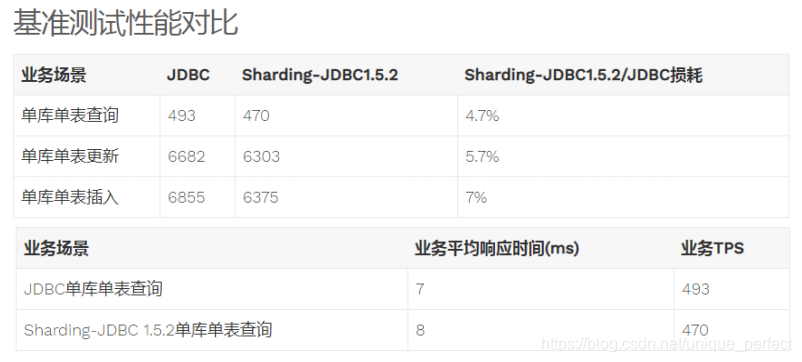 基准测试性能对比
业务场景 JDBC Sharding-JDBC1.5.2 Sharding-JDBC1.5.2/JDBC损耗
单库单表查询 493 470 4.7%
单库单表更新 6682 6303 5.7%
单库单表插入 6855 6375 7%
业务场景 业务平均响应时间(ms) 业务TPS
JDBC单库单表查询 7 493
Sharding-JDBC 1.5.2单库单表查询 8 470
https://blog.csdn.net/unique_perfect